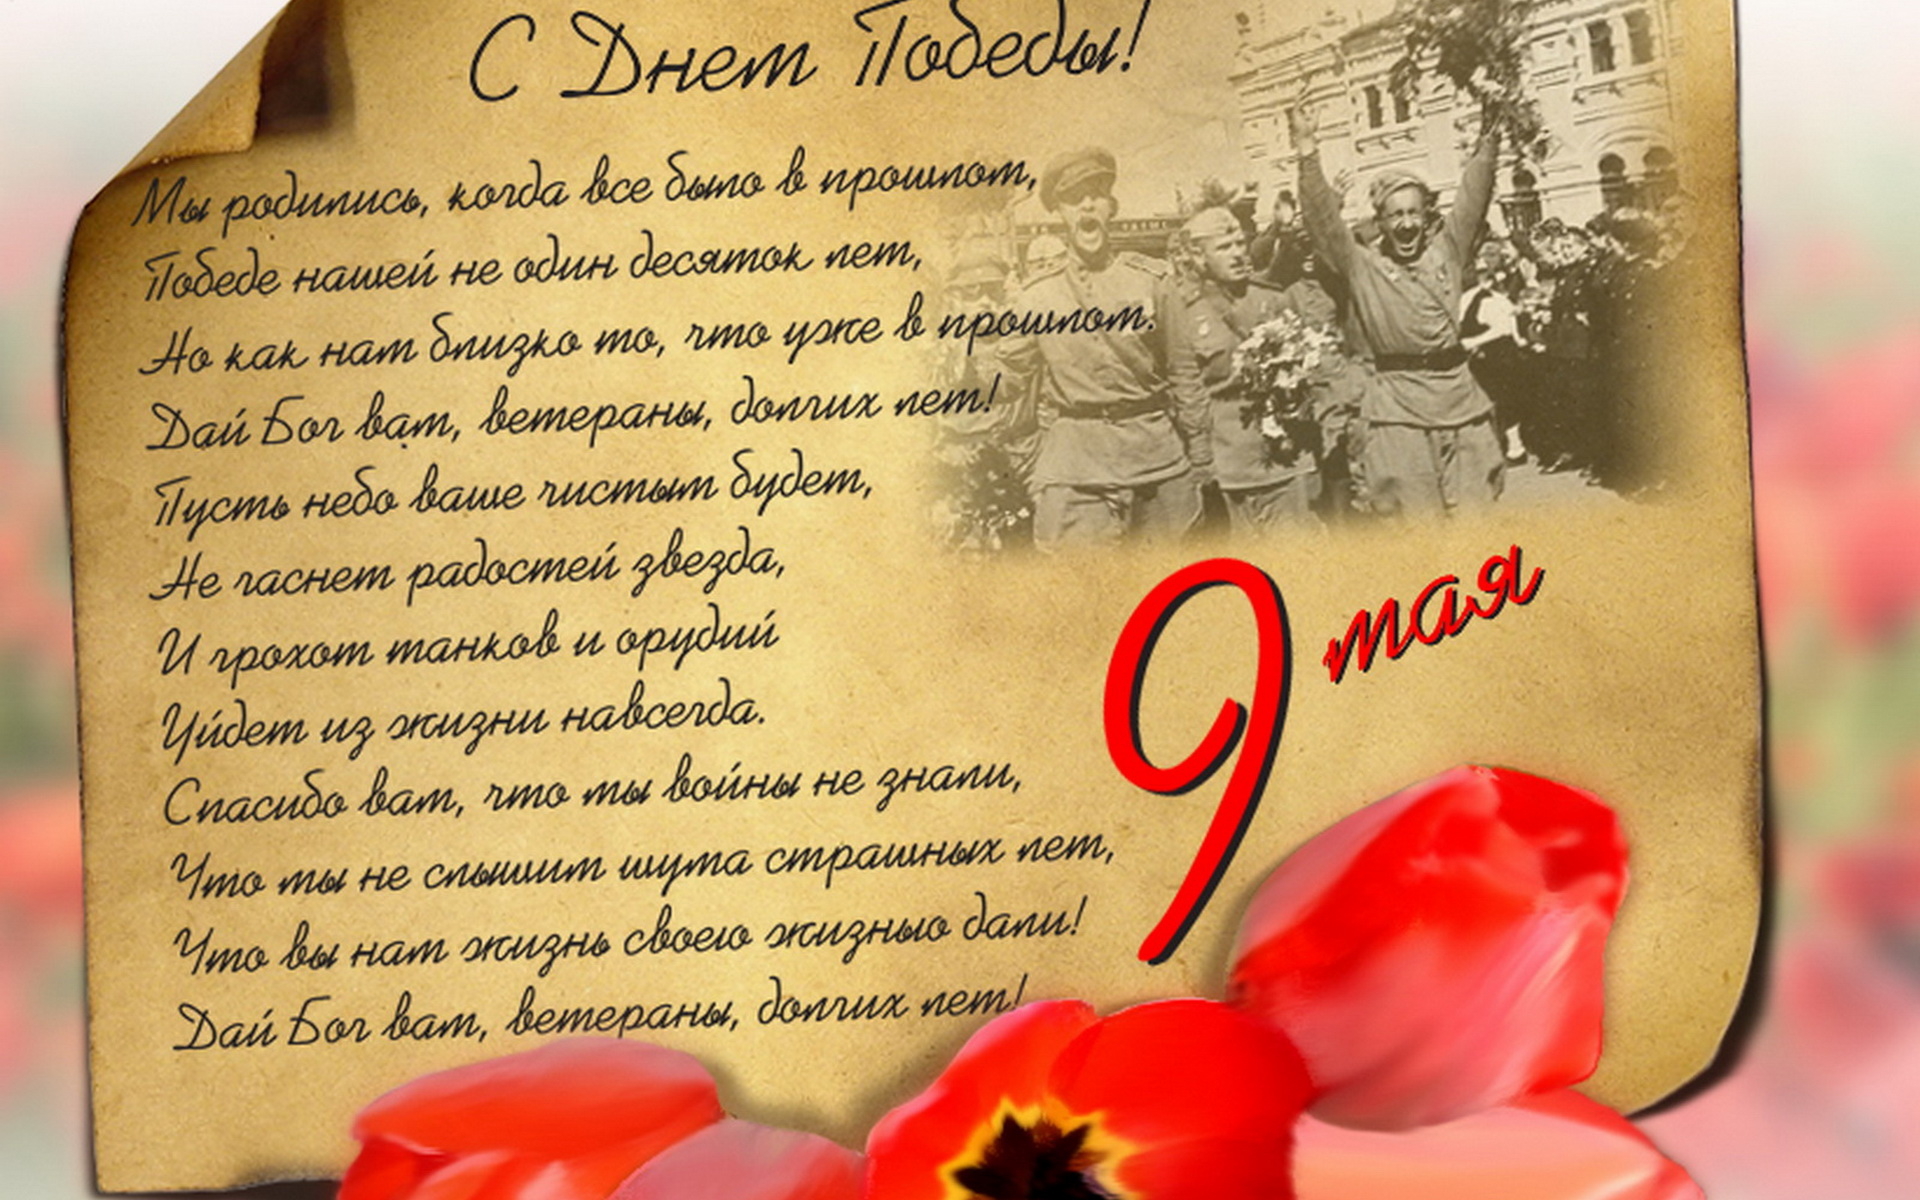 С Днем Победы!
Мы родились, когда все было в прошлом,
Победе нашей не один десяток лет,
Но как нам близко то, что уже в прошлом.
Дай Бог вам, ветераны, долгих лет!
Пусть небо ваше чистым будет,
Не гаснет радостей звезда,
И грохот танков и орудий
Уйдет из жизни навсегда.
Спасибо вам, что мы войны не знали,
Что мы не слышим шума страшных лет,
Что вы нам жизнь своею жизнью дали!
Дай Бог вам, ветераны, долгих лет!
9 мая